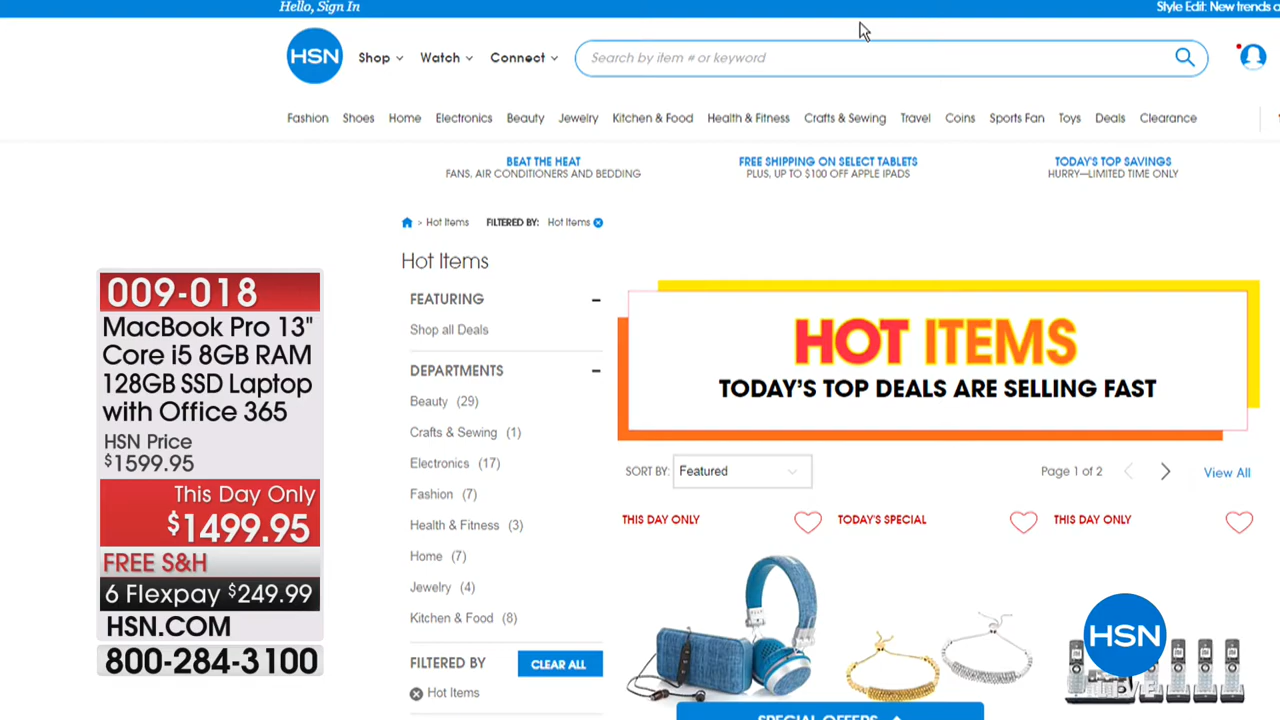 Hello, Sign In
Style Edit: New trends
HSN
Shop
Watch
Connect
Search by item # or keyword
Fashion
Shoes
Home
Electronics
Beauty
Jewelry
Kitchen & Food
Health & Fitness
Crafts & Sewing
Travel
Coins
Sports Fan
Toys
Deals
Clearance
BEAT THE HEAT
FANS, AIR CONDITIONERS AND BEDDING
FREE SHIPPING ON SELECT TABLETS
PLUS, UP TO $100 OFF APPLE IPADS
TODAY'S TOP SAVINGS
HURRY—LIMITED TIME ONLY
> Hot Items FILTERED BY: Hot Items
Hot Items
FEATURING
Shop all Deals
DEPARTMENTS
Beauty (29)
Crafts & Sewing (1)
Electronics (17)
Fashion (7)
Health & Fitness (3)
Home (7)
Jewelry (4)
Kitchen & Food (8)
FILTERED BY CLEAR ALL
Hot Items
009-018
MacBook Pro 13"
Core i5 8GB RAM
128GB SSD Laptop
with Office 365
HSN Price
$1599.95
This Day Only
$1499.95
FREE S&H
6 Flexpay $249.99
HSN.COM
800-284-3100
HOT ITEMS
TODAY'S TOP DEALS ARE SELLING FAST
SORT BY: Featured
Page 1 of 2
View All
THIS DAY ONLY
TODAY'S SPECIAL
THIS DAY ONLY
HSN
LIVE
SPECIAL OFFERS